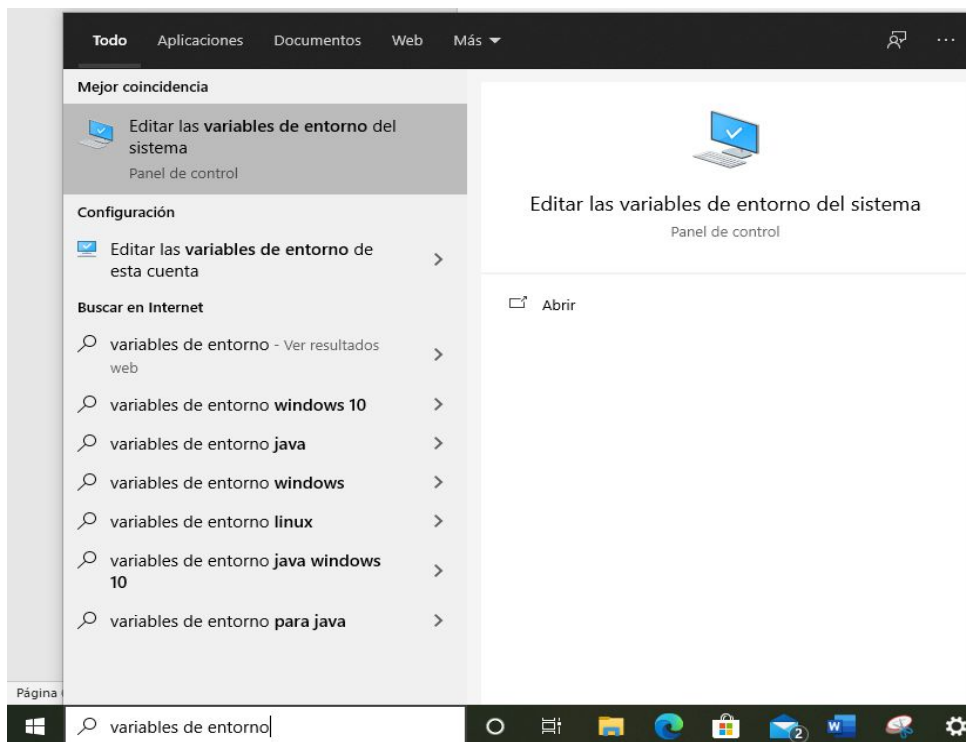 Todo Aplicaciones Documentos Web Más
Mejor coincidencia
Editar las variables de entorno del
sistema
Panel de control
Configuración
Editar las variables de entorno de
esta cuenta
Buscar en Internet
variables de entorno - Ver resultados
web
variables de entorno windows 10
variables de entorno java
variables de entorno windows
variables de entorno linux
variables de entorno java windows
10
variables de entorno para java
Editar las variables de entorno del sistema
Panel de control
Abrir
Página
variables de entorno
2
W